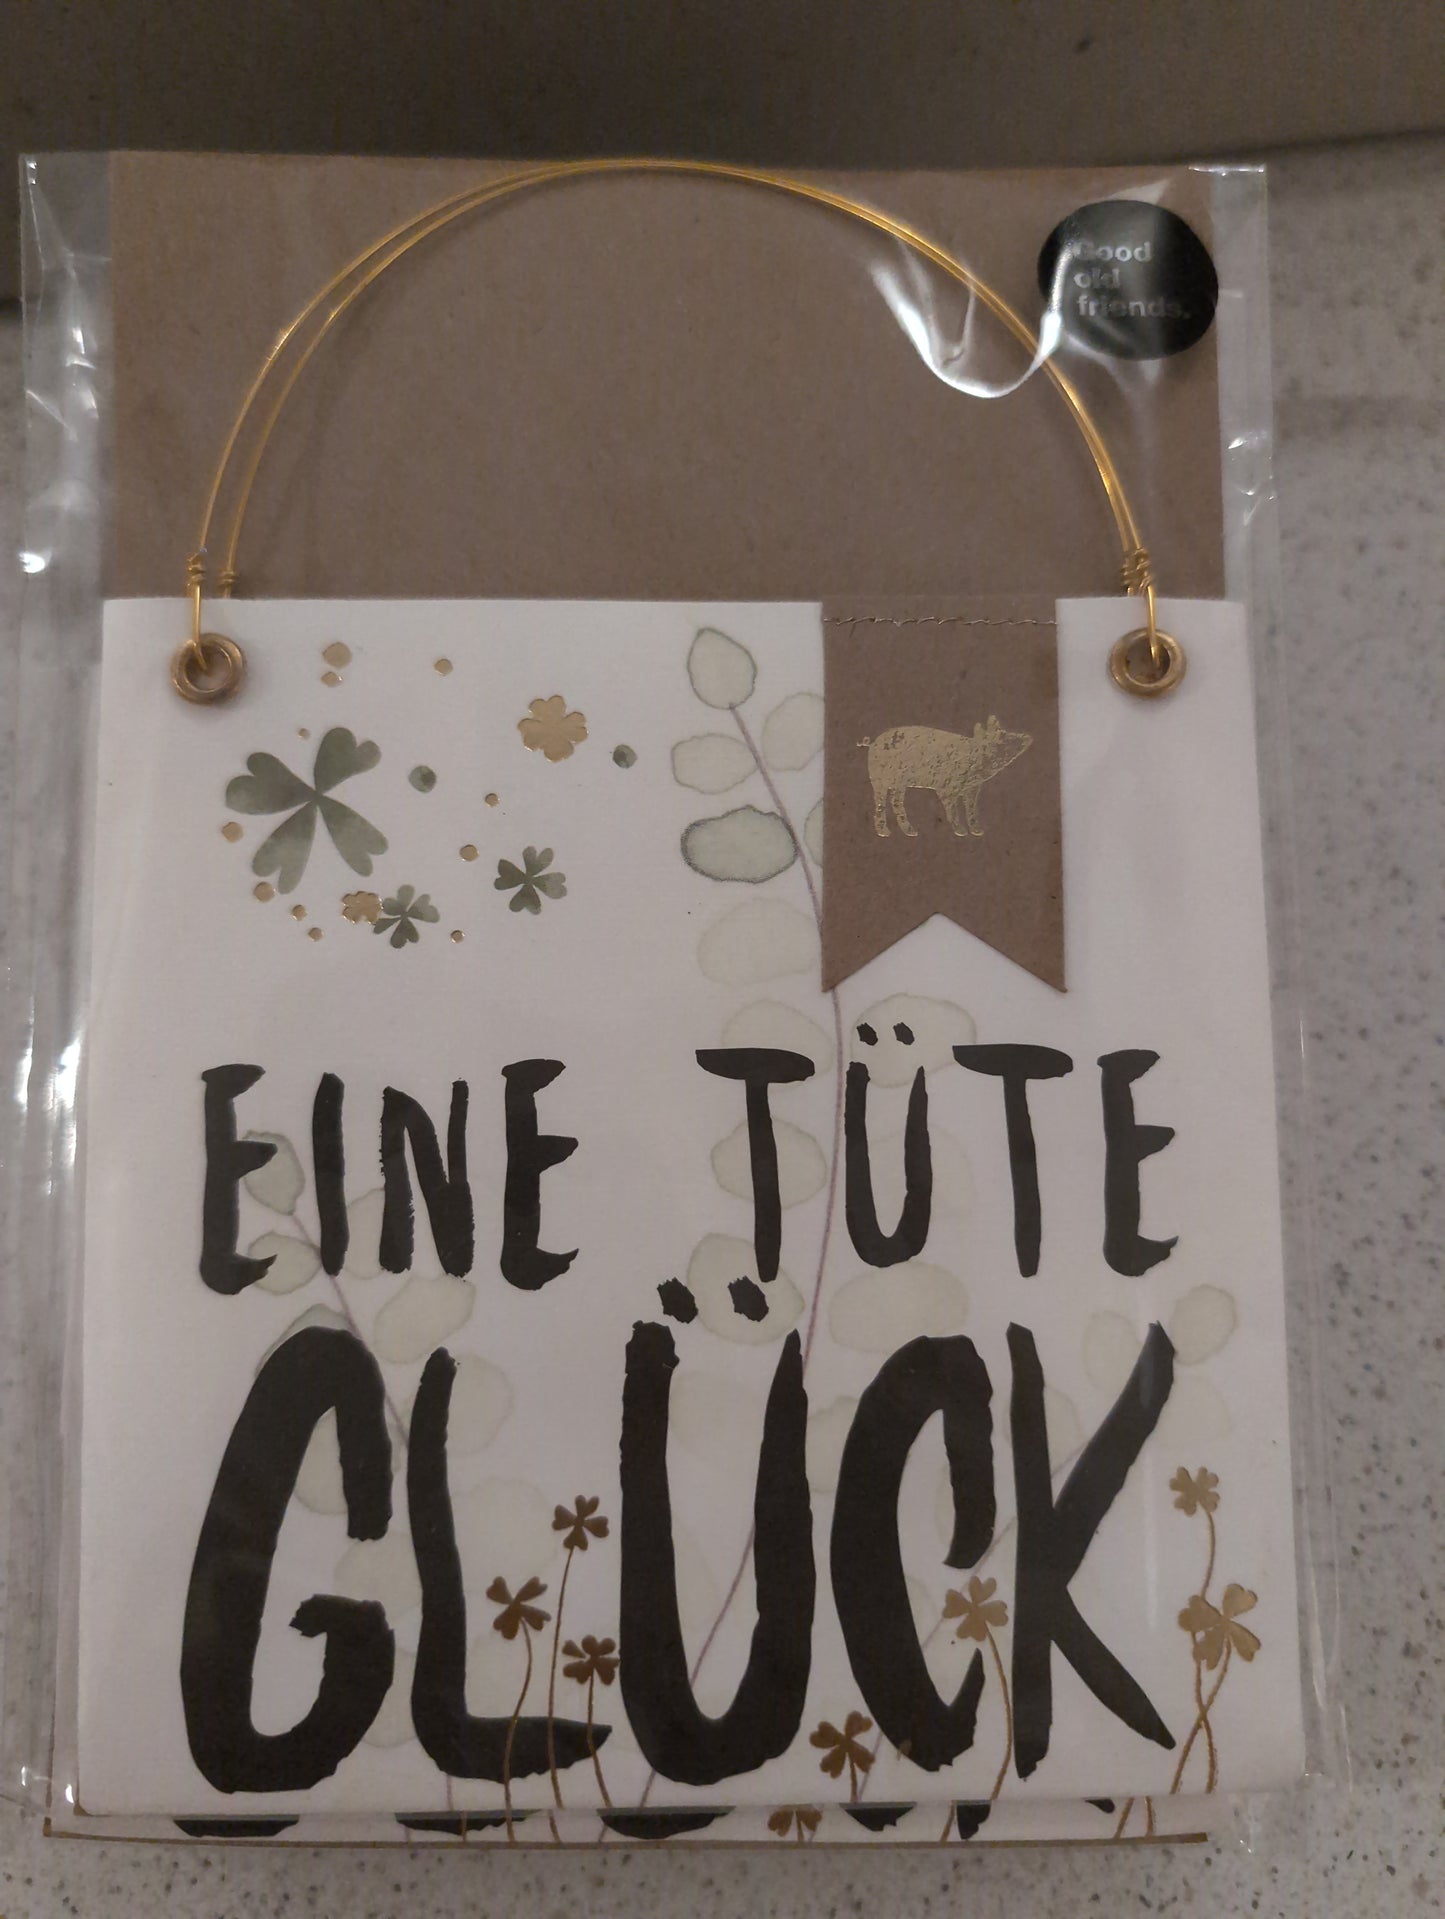 Good
old
friends.
EINE TÜTE
GLÜCK